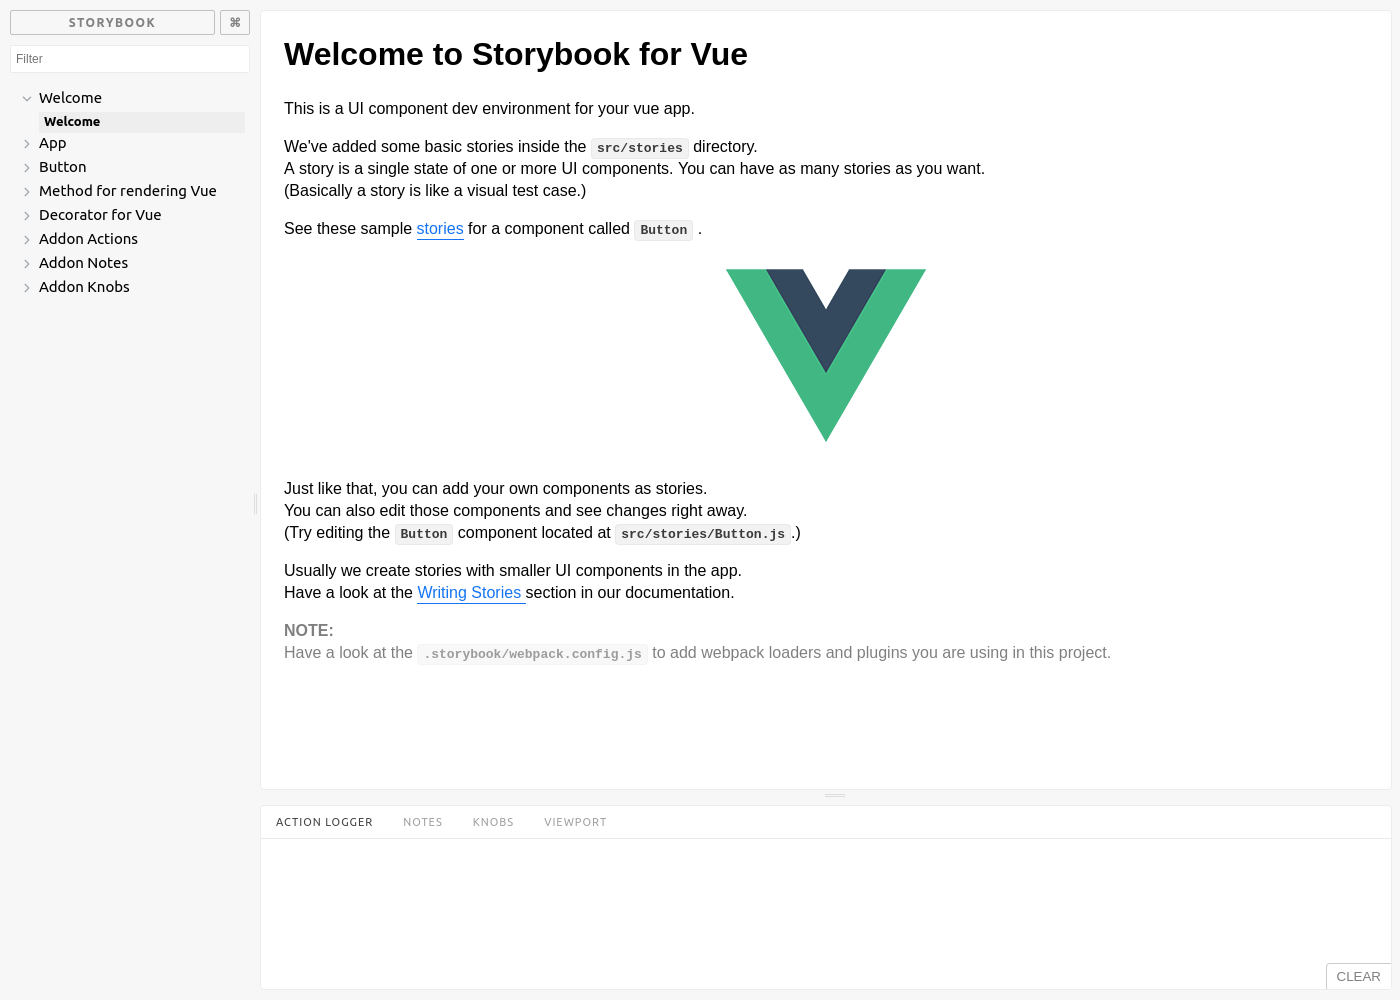 STORYBOOK ⌘
Filter
Welcome
Welcome
App
Button
Method for rendering Vue
Decorator for Vue
Addon Actions
Addon Notes
Addon Knobs
Welcome to Storybook for Vue
This is a UI component dev environment for your vue app.
We've added some basic stories inside the src/stories directory.
A story is a single state of one or more UI components. You can have as many stories as you want.
(Basically a story is like a visual test case.)
See these sample stories for a component called Button .
Just like that, you can add your own components as stories.
You can also edit those components and see changes right away.
(Try editing the Button component located at src/stories/Button.js.)
Usually we create stories with smaller UI components in the app.
Have a look at the Writing Stories section in our documentation.
NOTE:
Have a look at the .storybook/webpack.config.js to add webpack loaders and plugins you are using in this project.
ACTION LOGGER NOTES KNOBS VIEWPORT
CLEAR